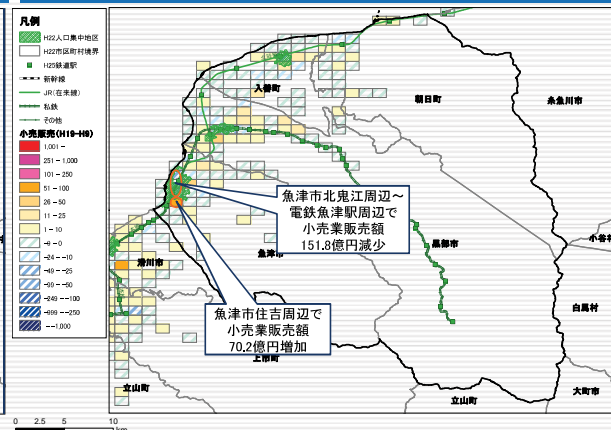 凡例
H22人口集中地区
H22市区町村境界
H25鉄道駅
新幹線
JR(在来線)
私鉄
その他
小売販売(H19-H9)
1,001 -
251 - 1,000
101 - 250
51 - 100
26 - 50
11 - 25
1 - 10
-9 - 0
-24 - -10
-49 - -25
-99 - -50
-249 - -100
-999 - -250
- -1,000
入善町
朝日町
糸魚川市
魚津市北鬼江周辺～
電鉄魚津駅周辺で
小売業販売額
151.8億円減少
黒部市
小谷村
滑川市
魚津市
白馬村
魚津市住吉周辺で
小売業販売額
70.2億円増加
上市町
立山町
立山町
大町市
0 2.5 5 10
km